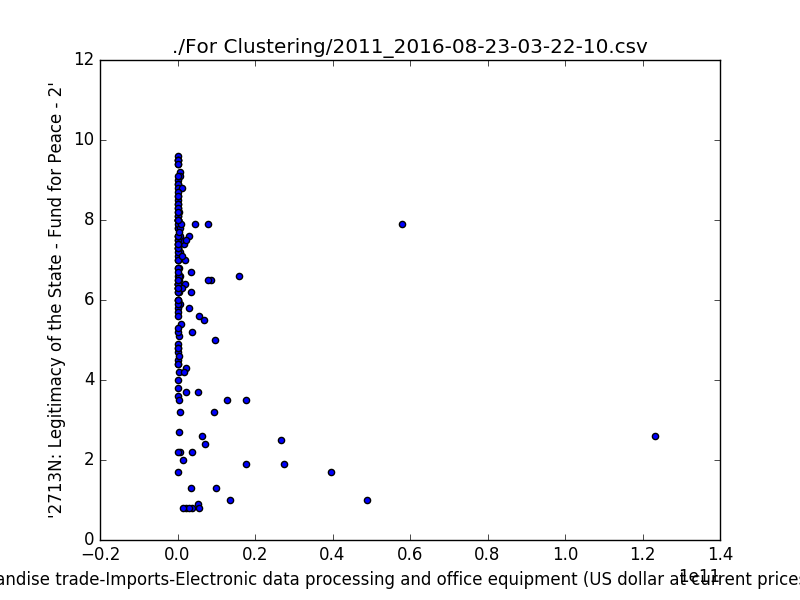 ./For Clustering/2011_2016-08-23-03-22-10.csv
'2713N: Legitimacy of the State - Fund for Peace - 2'
12
10
8
6
4
2
0
−0.2 0.0 0.2 0.4 0.6 0.8 1.0 1.2 1.4
1e11
andise trade-Imports-Electronic data processing and office equipment (US dollar at current prices